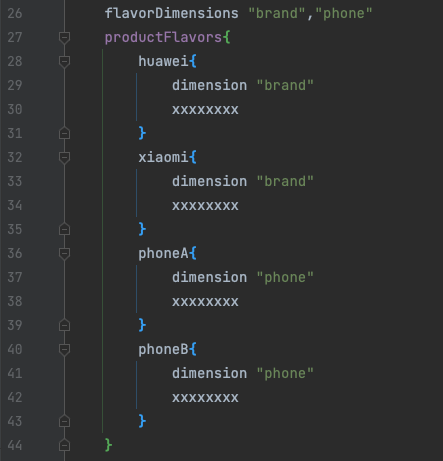 26 flavorDimensions "brand","phone"
27 productFlavors{
28 huawei{
29 dimension "brand"
30 xxxxxxxx
31 }
32 xiaomi{
33 dimension "brand"
34 xxxxxxxx
35 }
36 phoneA{
37 dimension "phone"
38 xxxxxxxx
39 }
40 phoneB{
41 dimension "phone"
42 xxxxxxxx
43 }
44 }